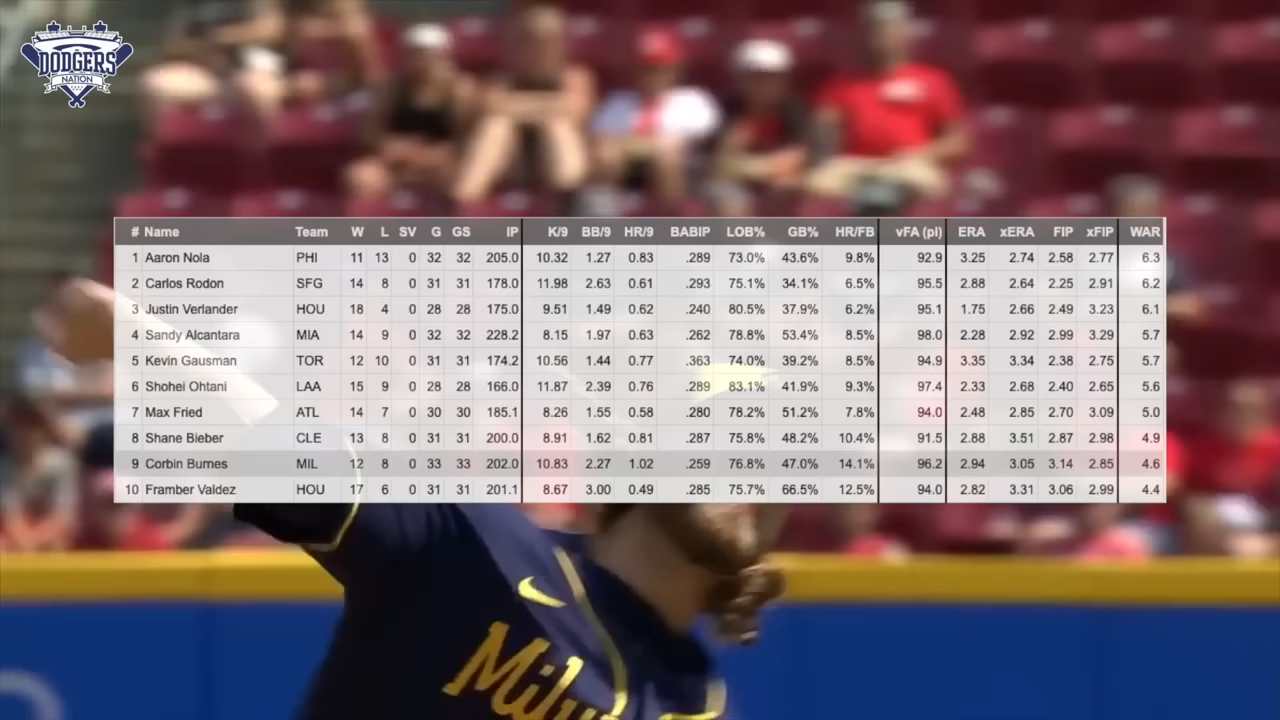 DODGERS
NATION
# Name Team W L SV G GS IP K/9 BB/9 HR/9 BABIP LOB% GB% HR/FB vFA (pi) ERA xERA FIP xFIP WAR
1 Aaron Nola PHI 11 13 0 32 32 205.0 10.32 1.27 0.83 .289 73.0% 43.6% 9.8% 92.9 3.25 2.74 2.58 2.77 6.3
2 Carlos Rodon SFG 14 8 0 31 31 178.0 11.98 2.63 0.61 .293 75.1% 34.1% 6.5% 95.5 2.88 2.64 2.25 2.91 6.2
3 Justin Verlander HOU 18 4 0 28 28 175.0 9.51 1.49 0.62 .240 80.5% 37.9% 6.2% 95.1 1.75 2.66 2.49 3.23 6.1
4 Sandy Alcantara MIA 14 9 0 32 32 228.2 8.15 1.97 0.63 .262 78.8% 53.4% 8.5% 98.0 2.28 2.92 2.99 3.29 5.7
5 Kevin Gausman TOR 12 10 0 31 31 174.2 10.56 1.44 0.77 .363 74.0% 39.2% 8.5% 94.9 3.35 3.34 2.38 2.75 5.7
6 Shohei Ohtani LAA 15 9 0 28 28 166.0 11.87 2.39 0.76 .289 83.1% 41.9% 9.3% 97.4 2.33 2.68 2.40 2.65 5.6
7 Max Fried ATL 14 7 0 30 30 185.1 8.26 1.55 0.58 .280 78.2% 51.2% 7.8% 94.0 2.48 2.85 2.70 3.09 5.0
8 Shane Bieber CLE 13 8 0 31 31 200.0 8.91 1.62 0.81 .287 75.8% 48.2% 10.4% 91.5 2.88 3.51 2.87 2.98 4.9
9 Corbin Burnes MIL 12 8 0 33 33 202.0 10.83 2.27 1.02 .259 76.8% 47.0% 14.1% 96.2 2.94 3.05 3.14 2.85 4.6
10 Framber Valdez HOU 17 6 0 31 31 201.1 8.67 3.00 0.49 .285 75.7% 66.5% 12.5% 94.0 2.82 3.31 3.06 2.99 4.4